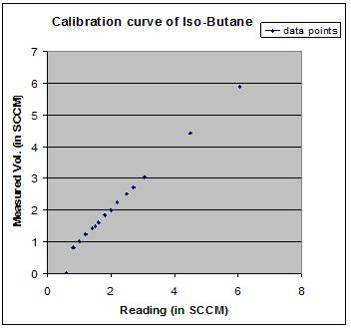 Calibration curve of Iso-Butane
data points
7
6
5
4
3
2
1
0
Measured Vol. (in SCCM)
0 2 4 6 8
Reading (in SCCM)